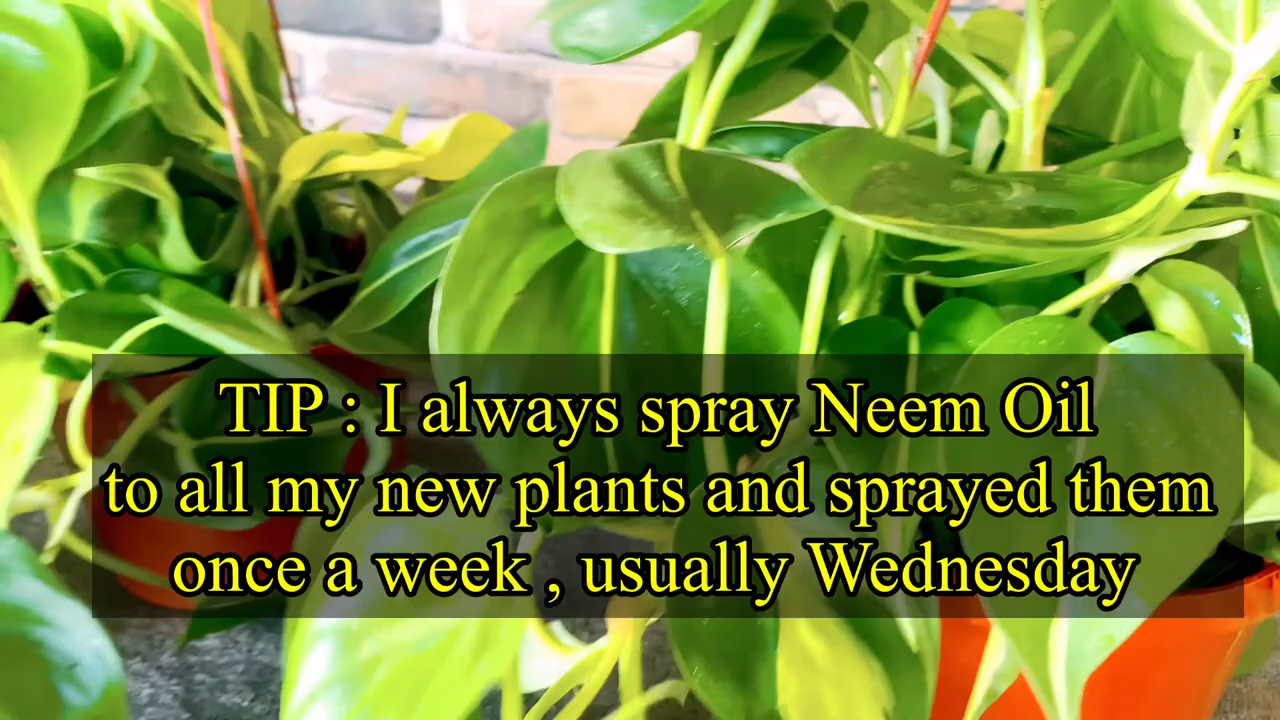 TIP : I always spray Neem Oil
to all my new plants and sprayed them
once a week , usually Wednesday